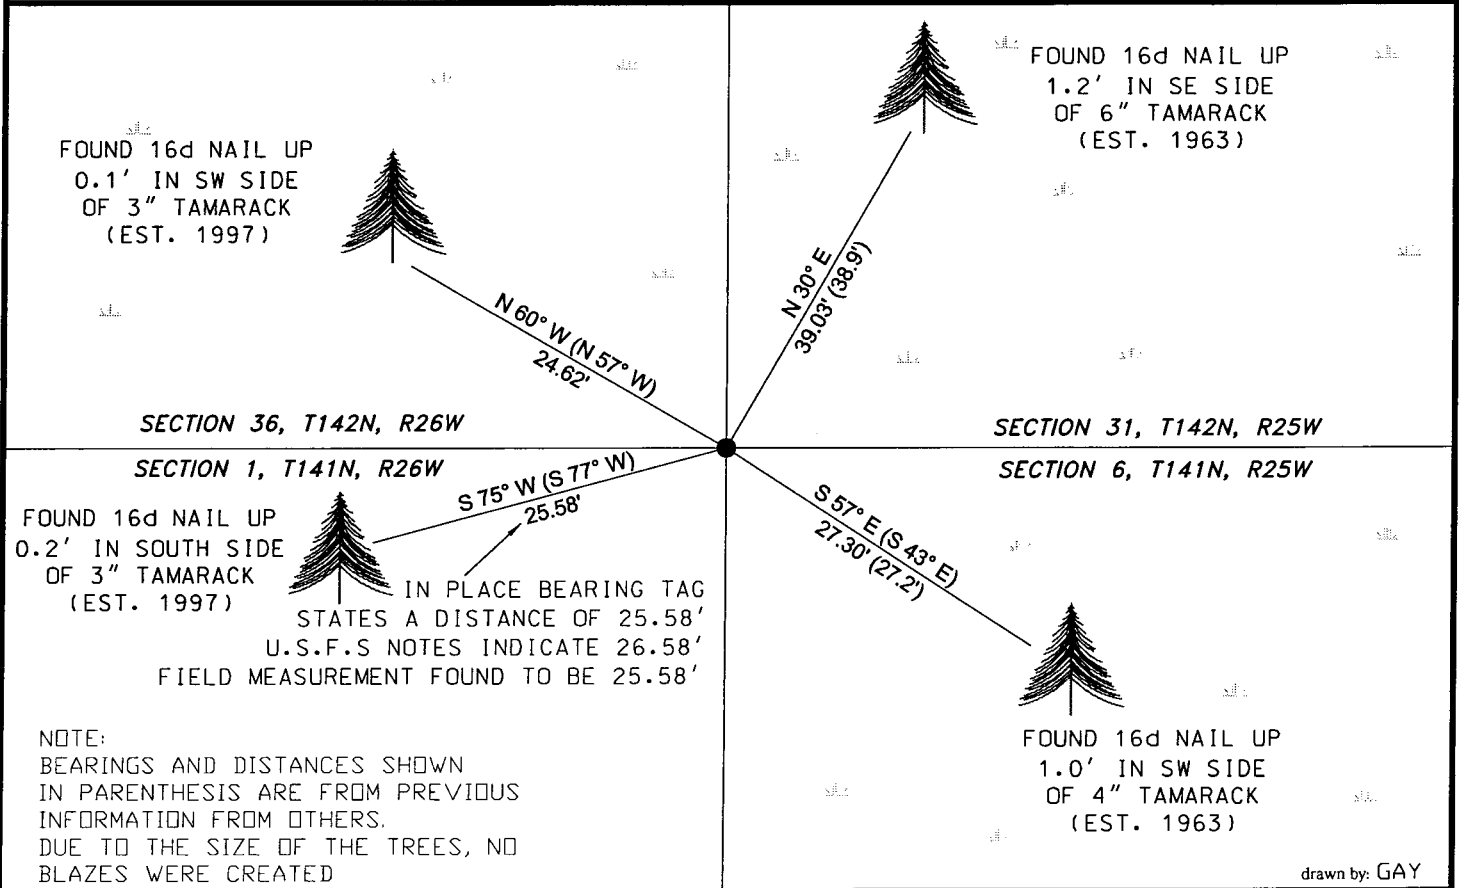 FOUND 16d NAIL UP
1.2' IN SE SIDE
OF 6" TAMARACK
(EST. 1963)
FOUND 16d NAIL UP
0.1' IN SW SIDE
OF 3" TAMARACK
(EST. 1997)
N 30° E
39.03' (38.9')
N 60° W (N 57° W)
24.62'
SECTION 36, T142N, R26W
SECTION 31, T142N, R25W
SECTION 1, T141N, R26W
SECTION 6, T141N, R25W
S 75° W (S 77° W)
25.58'
S 57° E (S 43° E)
27.30' (27.2')
FOUND 16d NAIL UP
0.2' IN SOUTH SIDE
OF 3" TAMARACK
(EST. 1997)
IN PLACE BEARING TAG
STATES A DISTANCE OF 25.58'
U.S.F.S NOTES INDICATE 26.58'
FIELD MEASUREMENT FOUND TO BE 25.58'
FOUND 16d NAIL UP
1.0' IN SW SIDE
OF 4" TAMARACK
(EST. 1963)
NOTE:
BEARINGS AND DISTANCES SHOWN
IN PARENTHESIS ARE FROM PREVIOUS
INFORMATION FROM OTHERS.
DUE TO THE SIZE OF THE TREES, NO
BLAZES WERE CREATED
drawn by: GAY